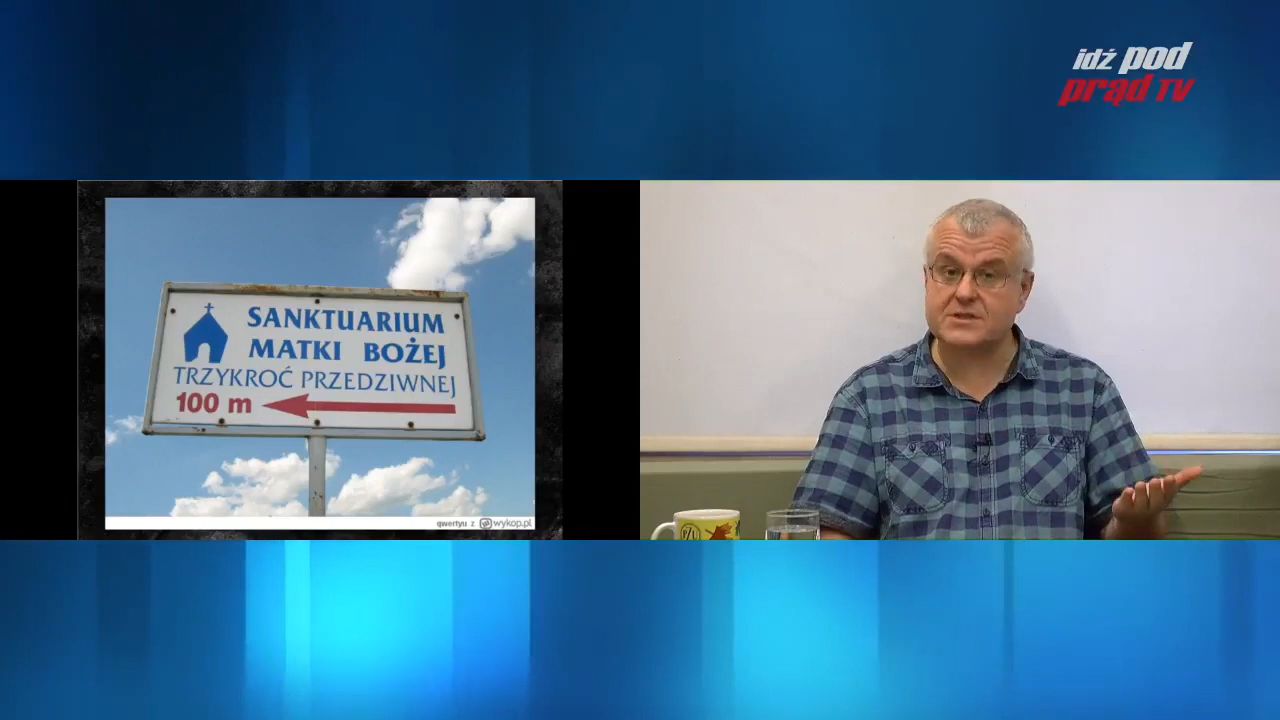 idź pod
prąd TV
SANKTUARIUM
MATKI BOŻEJ
TRZYKROĆ PRZEDZIWNEJ
100 m
qwertyu z wykop.pl